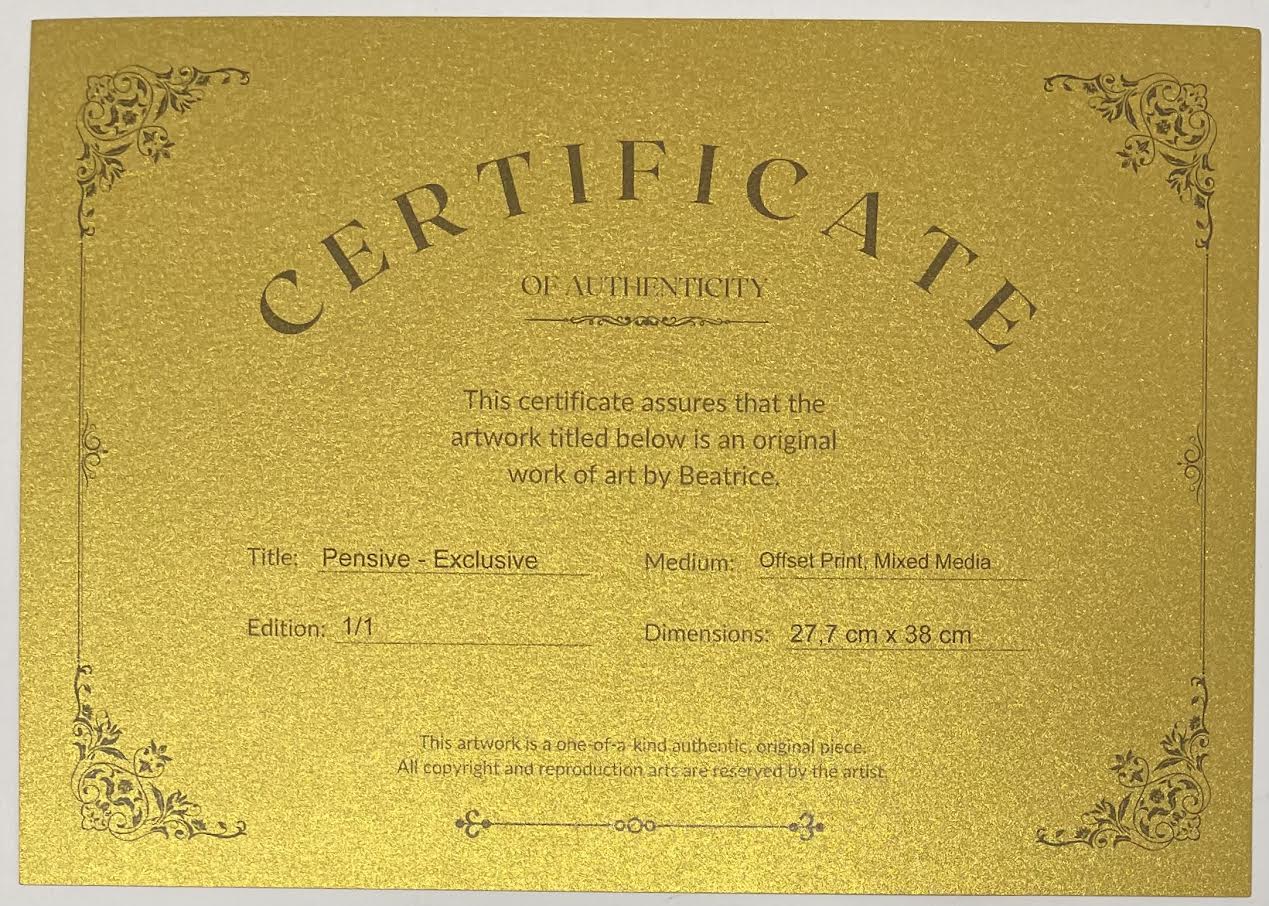 CERTIFICATE
OF AUTHENTICITY
This certificate assures that the
artwork titled below is an original
work of art by Beatrice.
Title: Pensive - Exclusive
Medium: Offset Print, Mixed Media
Edition: 1/1
Dimensions: 27,7 cm x 38 cm
This artwork is a one-of-a-kind authentic, original piece.
All copyright and reproduction arts are reserved by the artist.